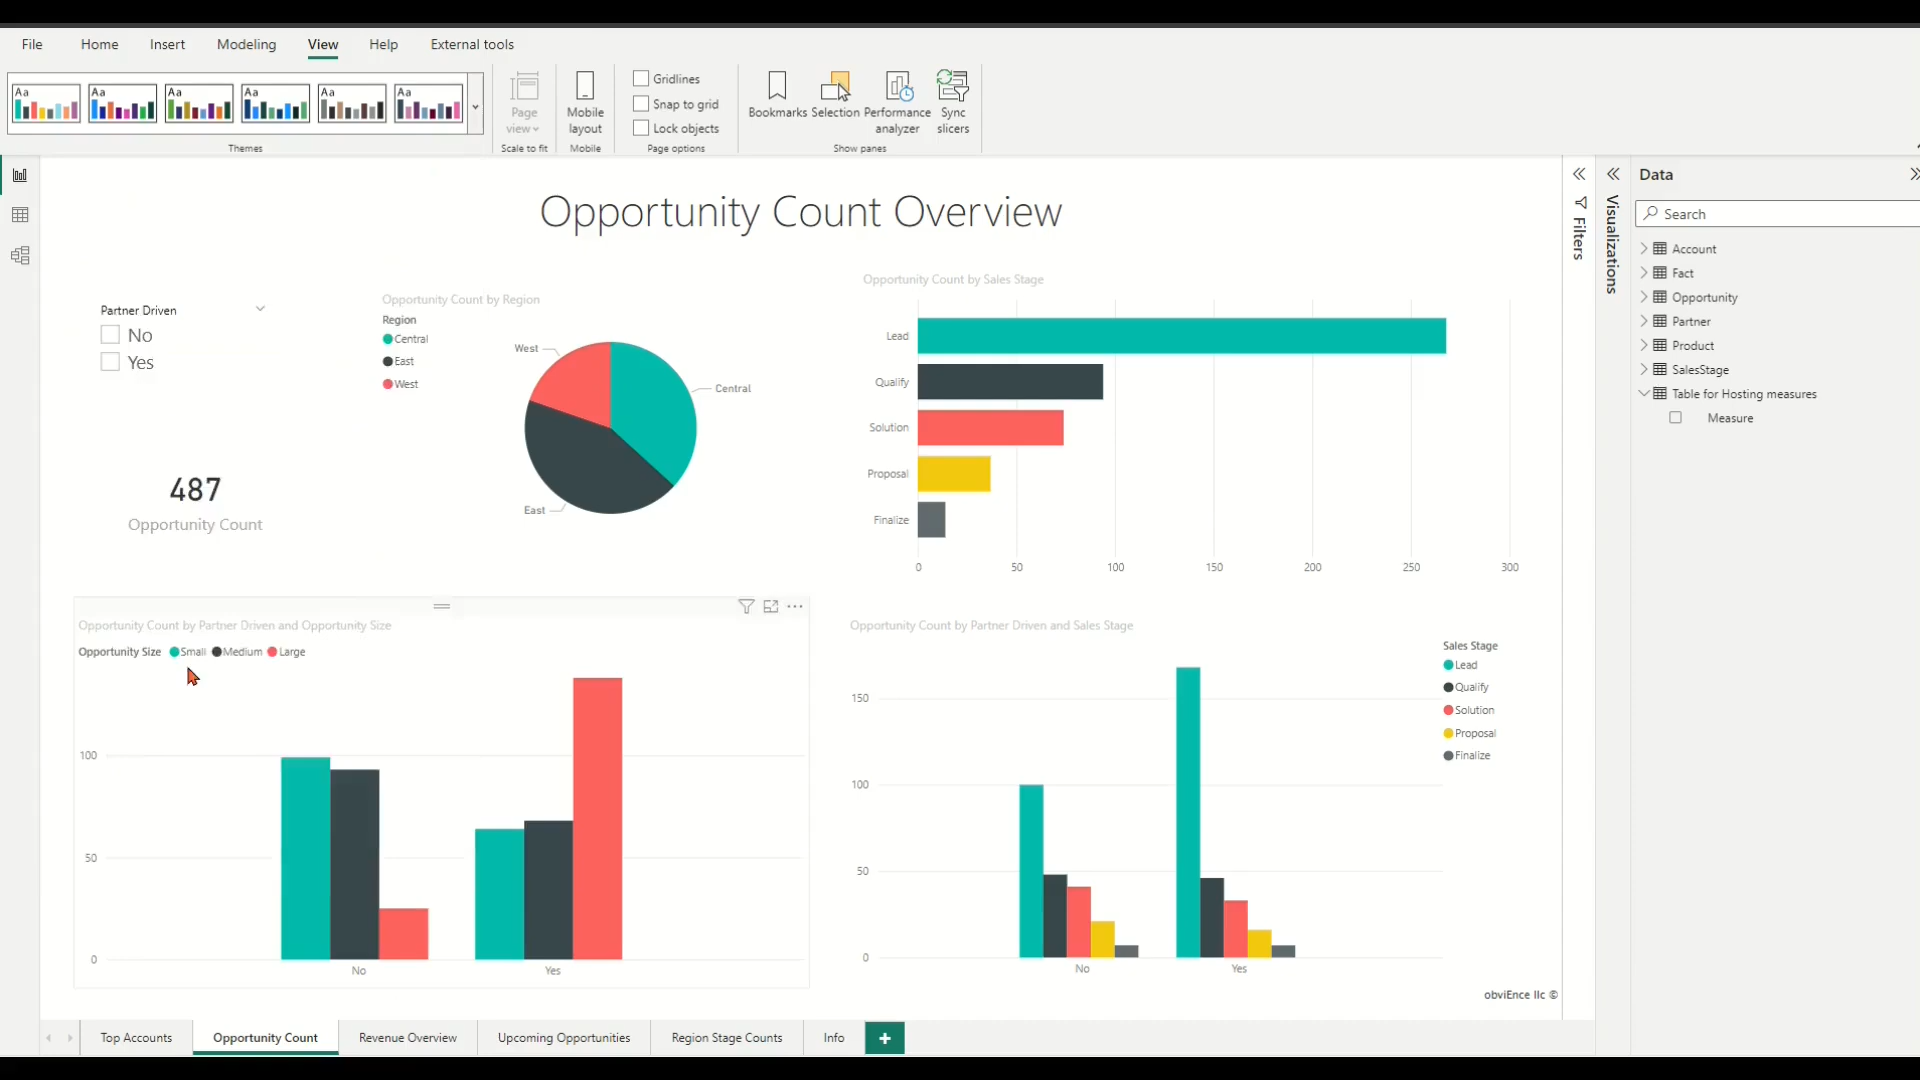 File Home Insert Modeling View Help External tools
Aa Aa Aa Aa Aa Aa
Themes
Page view
Scale to fit
Mobile layout
Mobile
Gridlines
Snap to grid
Lock objects
Page options
Bookmarks Selection Performance analyzer Sync slicers
Show panes
Opportunity Count Overview
Partner Driven
No
Yes
487
Opportunity Count
Opportunity Count by Region
Region
Central
East
West
West
Central
East
Opportunity Count by Sales Stage
Lead
Qualify
Solution
Proposal
Finalize
0 50 100 150 200 250 300
Opportunity Count by Partner Driven and Opportunity Size
Opportunity Size Small Medium Large
100
50
0
No Yes
Opportunity Count by Partner Driven and Sales Stage
Sales Stage
Lead
Qualify
Solution
Proposal
Finalize
150
100
50
0
No Yes
obviEnce llc ©
Filters
Visualizations
Data
Search
Account
Fact
Opportunity
Partner
Product
SalesStage
Table for Hosting measures
Measure
Top Accounts Opportunity Count Revenue Overview Upcoming Opportunities Region Stage Counts Info +